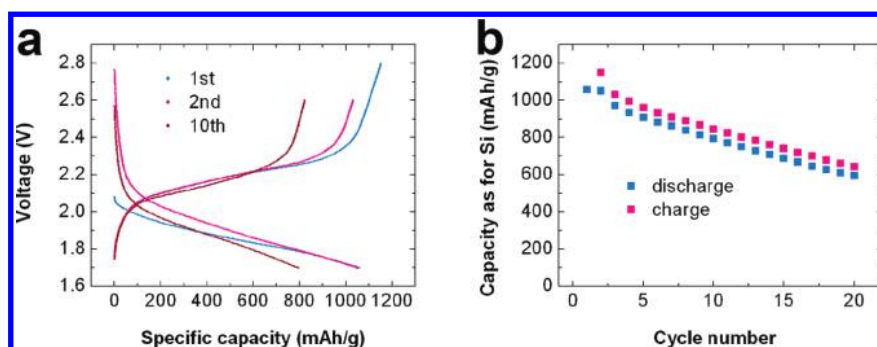 a
2.8
2.6
2.4
2.2
2.0
1.8
1.6
Voltage (V)
1st
2nd
10th
0 200 400 600 800 1000 1200
Specific capacity (mAh/g)
b
1200
1000
800
600
400
200
0
Capacity as for Si (mAh/g)
discharge
charge
0 5 10 15 20
Cycle number